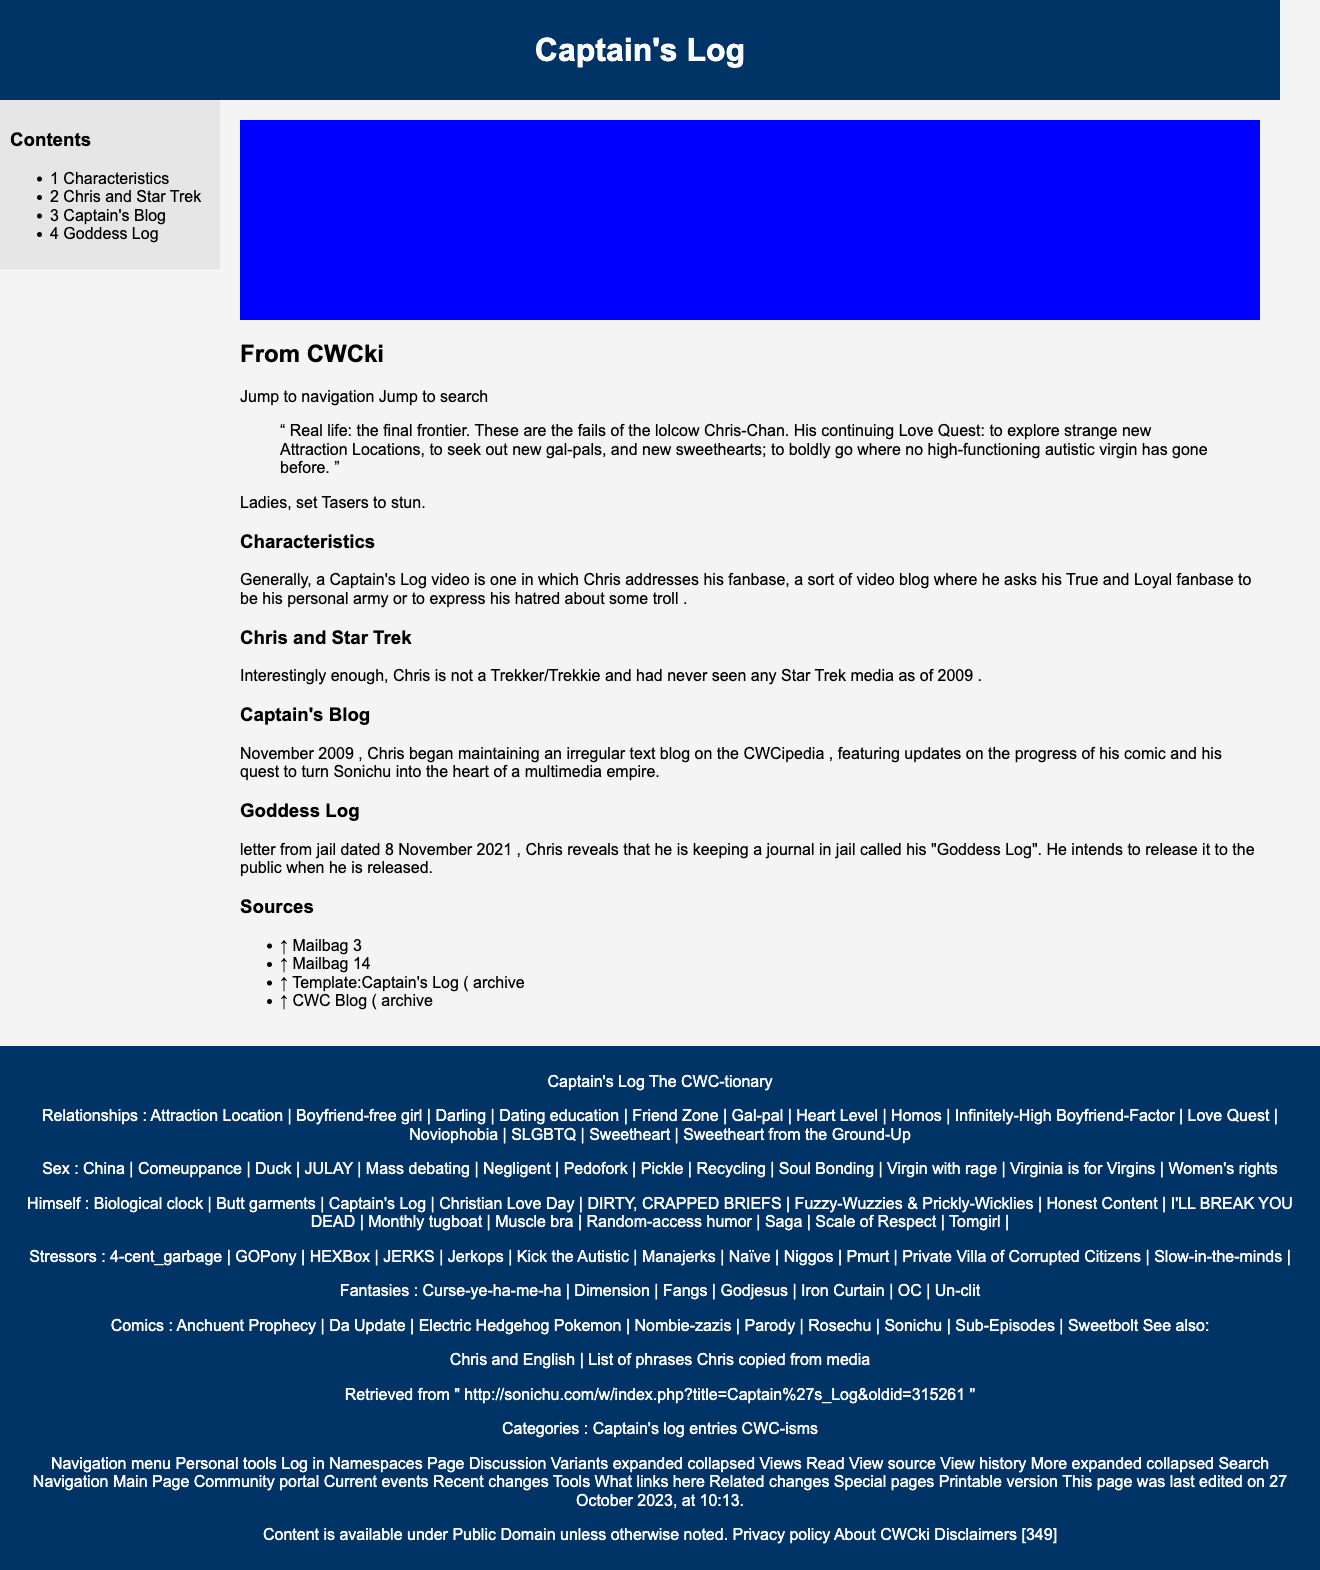 Captain's Log
Contents
• 1 Characteristics
• 2 Chris and Star Trek
• 3 Captain's Blog
• 4 Goddess Log
From CWCki
Jump to navigation Jump to search
“ Real life: the final frontier. These are the fails of the lolcow Chris-Chan. His continuing Love Quest: to explore strange new
Attraction Locations, to seek out new gal-pals, and new sweethearts; to boldly go where no high-functioning autistic virgin has gone
before. ”
Ladies, set Tasers to stun.
Characteristics
Generally, a Captain's Log video is one in which Chris addresses his fanbase, a sort of video blog where he asks his True and Loyal fanbase to
be his personal army or to express his hatred about some troll .
Chris and Star Trek
Interestingly enough, Chris is not a Trekker/Trekkie and had never seen any Star Trek media as of 2009 .
Captain's Blog
November 2009 , Chris began maintaining an irregular text blog on the CWCipedia , featuring updates on the progress of his comic and his
quest to turn Sonichu into the heart of a multimedia empire.
Goddess Log
letter from jail dated 8 November 2021 , Chris reveals that he is keeping a journal in jail called his "Goddess Log". He intends to release it to the
public when he is released.
Sources
• ↑ Mailbag 3
• ↑ Mailbag 14
• ↑ Template:Captain's Log ( archive
• ↑ CWC Blog ( archive
Captain's Log The CWC-tionary
Relationships : Attraction Location | Boyfriend-free girl | Darling | Dating education | Friend Zone | Gal-pal | Heart Level | Homos | Infinitely-High Boyfriend-Factor | Love Quest |
Noviophobia | SLGBTQ | Sweetheart | Sweetheart from the Ground-Up
Sex : China | Comeuppance | Duck | JULAY | Mass debating | Negligent | Pedofork | Pickle | Recycling | Soul Bonding | Virgin with rage | Virginia is for Virgins | Women's rights
Himself : Biological clock | Butt garments | Captain's Log | Christian Love Day | DIRTY, CRAPPED BRIEFS | Fuzzy-Wuzzies & Prickly-Wicklies | Honest Content | I'LL BREAK YOU
DEAD | Monthly tugboat | Muscle bra | Random-access humor | Saga | Scale of Respect | Tomgirl |
Stressors : 4-cent_garbage | GOPony | HEXBox | JERKS | Jerkops | Kick the Autistic | Manajerks | Naïve | Niggos | Pmurt | Private Villa of Corrupted Citizens | Slow-in-the-minds |
Fantasies : Curse-ye-ha-me-ha | Dimension | Fangs | Godjesus | Iron Curtain | OC | Un-clit
Comics : Anchuent Prophecy | Da Update | Electric Hedgehog Pokemon | Nombie-zazis | Parody | Rosechu | Sonichu | Sub-Episodes | Sweetbolt See also:
Chris and English | List of phrases Chris copied from media
Retrieved from " http://sonichu.com/w/index.php?title=Captain%27s_Log&oldid=315261 "
Categories : Captain's log entries CWC-isms
Navigation menu Personal tools Log in Namespaces Page Discussion Variants expanded collapsed Views Read View source View history More expanded collapsed Search
Navigation Main Page Community portal Current events Recent changes Tools What links here Related changes Special pages Printable version This page was last edited on 27
October 2023, at 10:13.
Content is available under Public Domain unless otherwise noted. Privacy policy About CWCki Disclaimers [349]